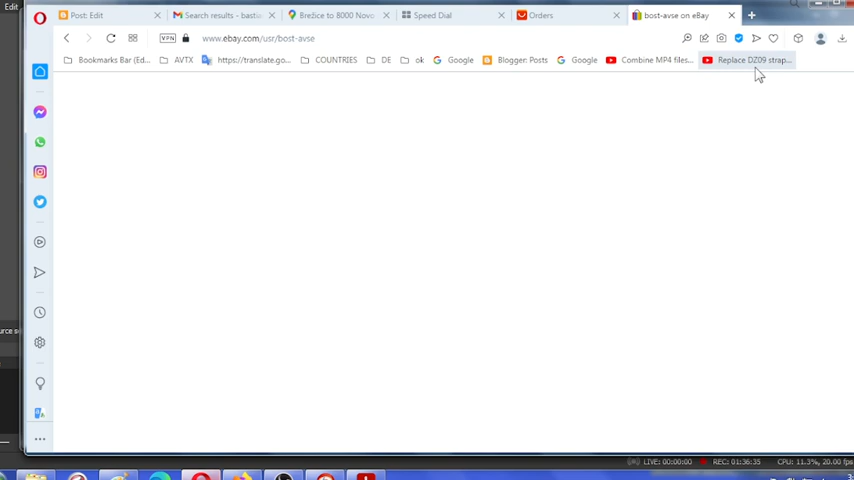 Edit
Post: Edit
Search results - bastia
Brežice to 8000 Novo
Speed Dial
Orders
bost-avse on eBay
VPN
www.ebay.com/usr/bost-avse
Bookmarks Bar (Ed...
AVTX
https://translate.go...
COUNTRIES
DE
ok
Google
Blogger: Posts
Google
Combine MP4 files...
Replace DZ09 strap...
LIVE: 00:00:00
REC: 01:36:35
CPU: 11.3%, 20.00 fps